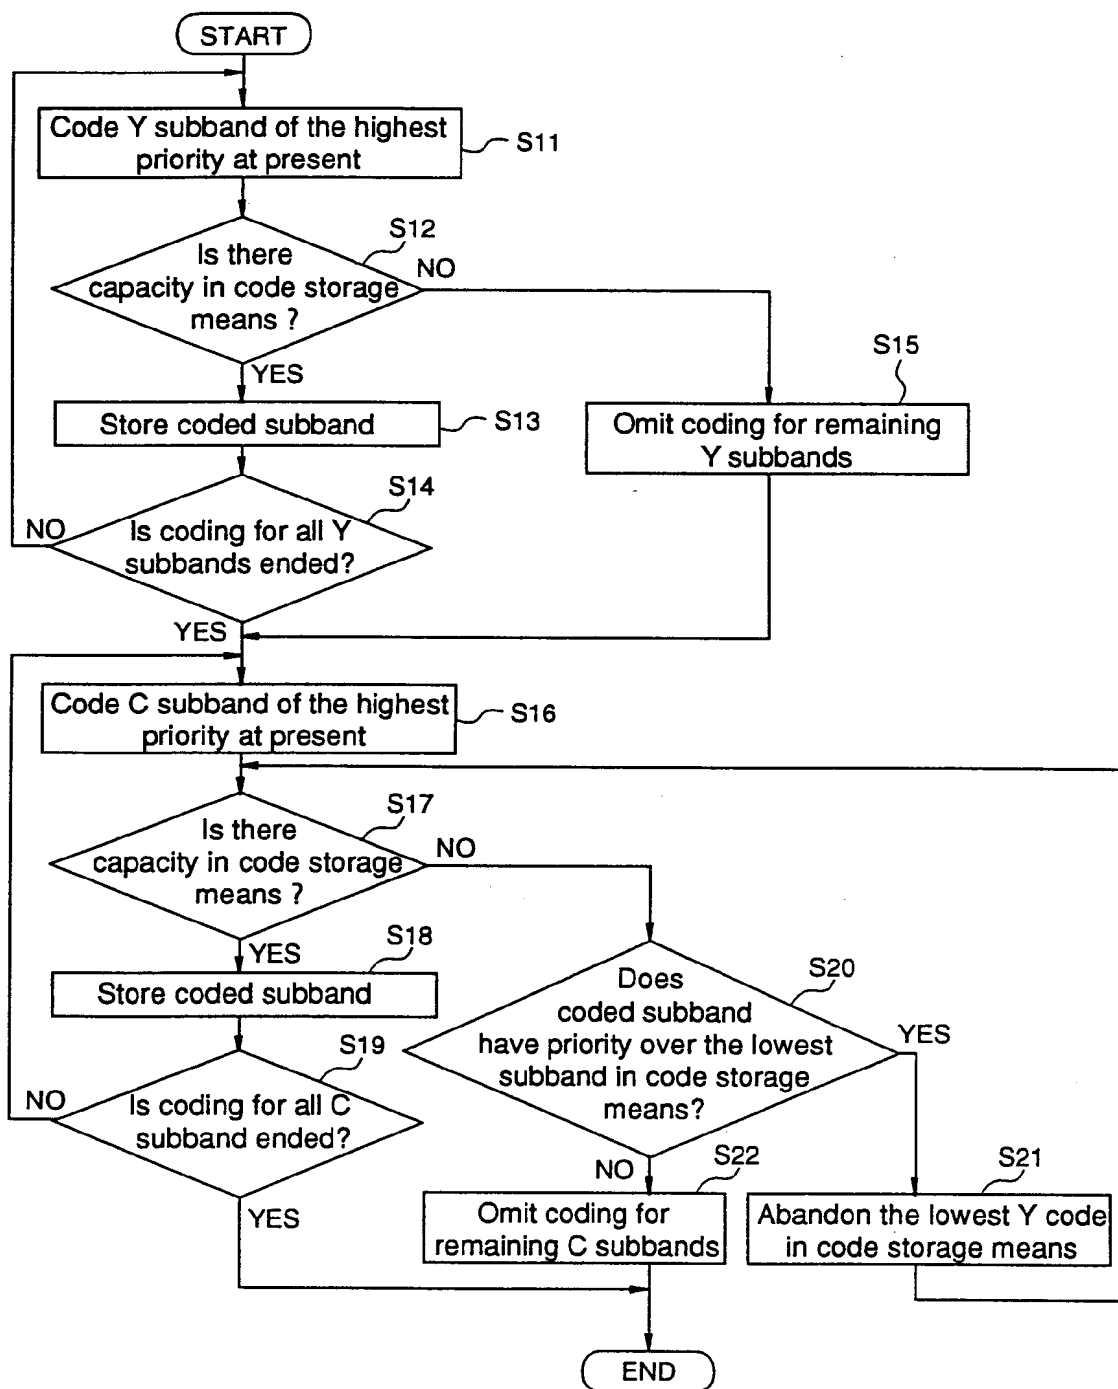 START
Code Y subband of the highest
priority at present
S11
S12
Is there
capacity in code storage
means ?
NO
YES
S15
Store coded subband
S13
Omit coding for remaining
Y subbands
S14
NO
Is coding for all Y
subbands ended?
YES
Code C subband of the highest
priority at present
S16
S17
Is there
capacity in code storage
means ?
NO
YES
S18
Store coded subband
S20
Does
coded subband
have priority over the lowest
subband in code storage
means?
YES
S19
NO
Is coding for all C
subband ended?
YES
NO
S22
Omit coding for
remaining C subbands
S21
Abandon the lowest Y code
in code storage means
END